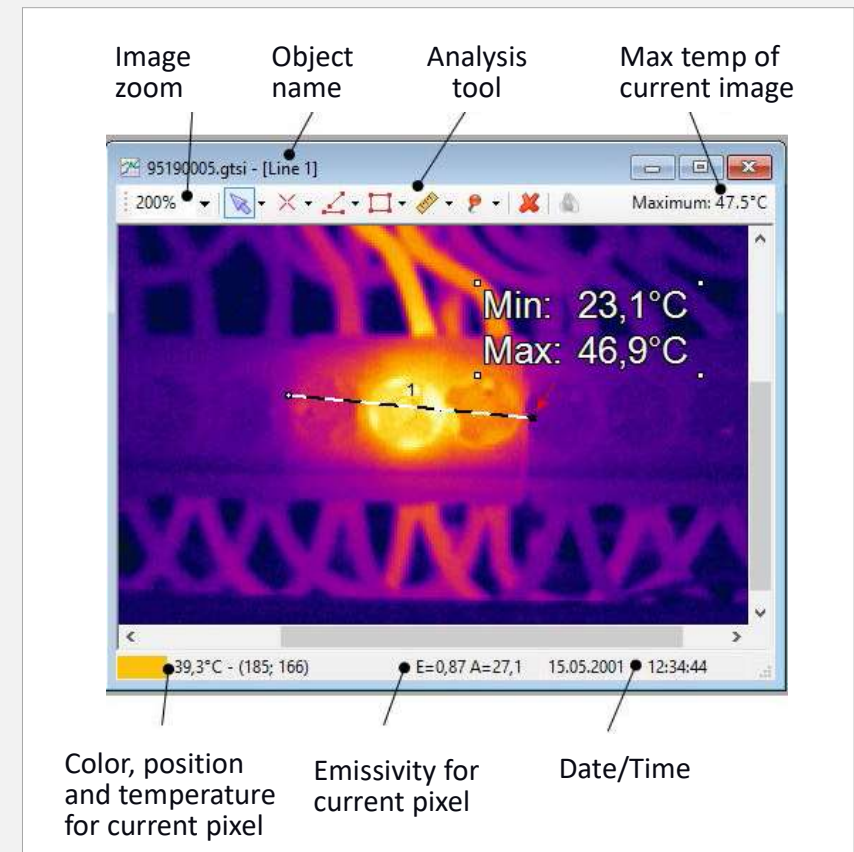 Image zoom
Object name
Analysis tool
Max temp of current image
95190005.gtsi - [Line 1]
200%
Maximum: 47.5°C
Min: 23,1°C
Max: 46,9°C
1
39,3°C - (185; 166)
E=0,87 A=27,1
15.05.2001
12:34:44
Color, position
and temperature
for current pixel
Emissivity for
current pixel
Date/Time